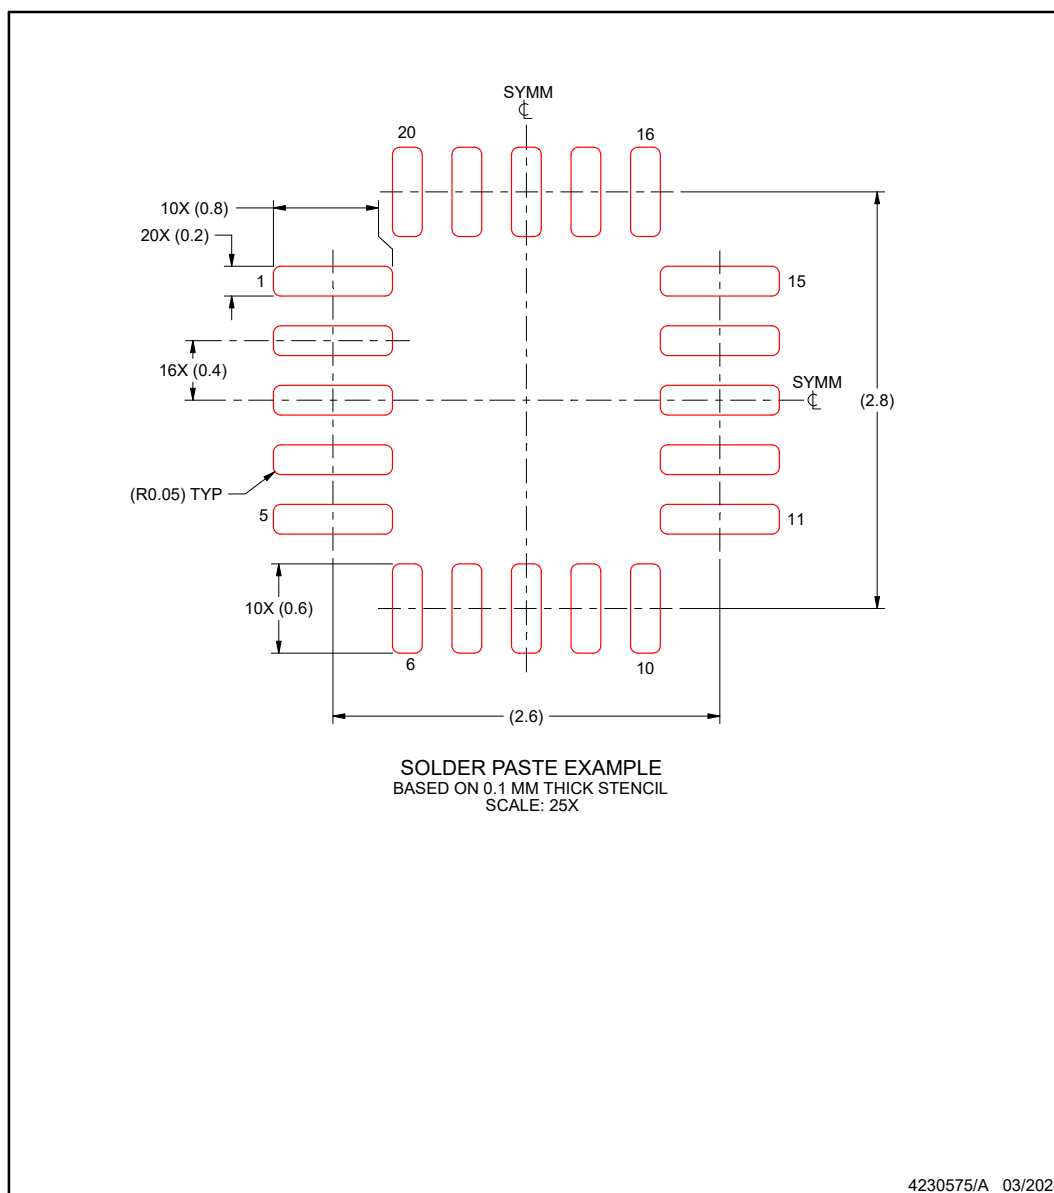 SYMM
℄
20
16
10X (0.8)
20X (0.2)
1
15
16X (0.4)
SYMM
℄
(2.8)
(R0.05) TYP
5
11
10X (0.6)
6
10
(2.6)
SOLDER PASTE EXAMPLE
BASED ON 0.1 MM THICK STENCIL
SCALE: 25X
4230575/A